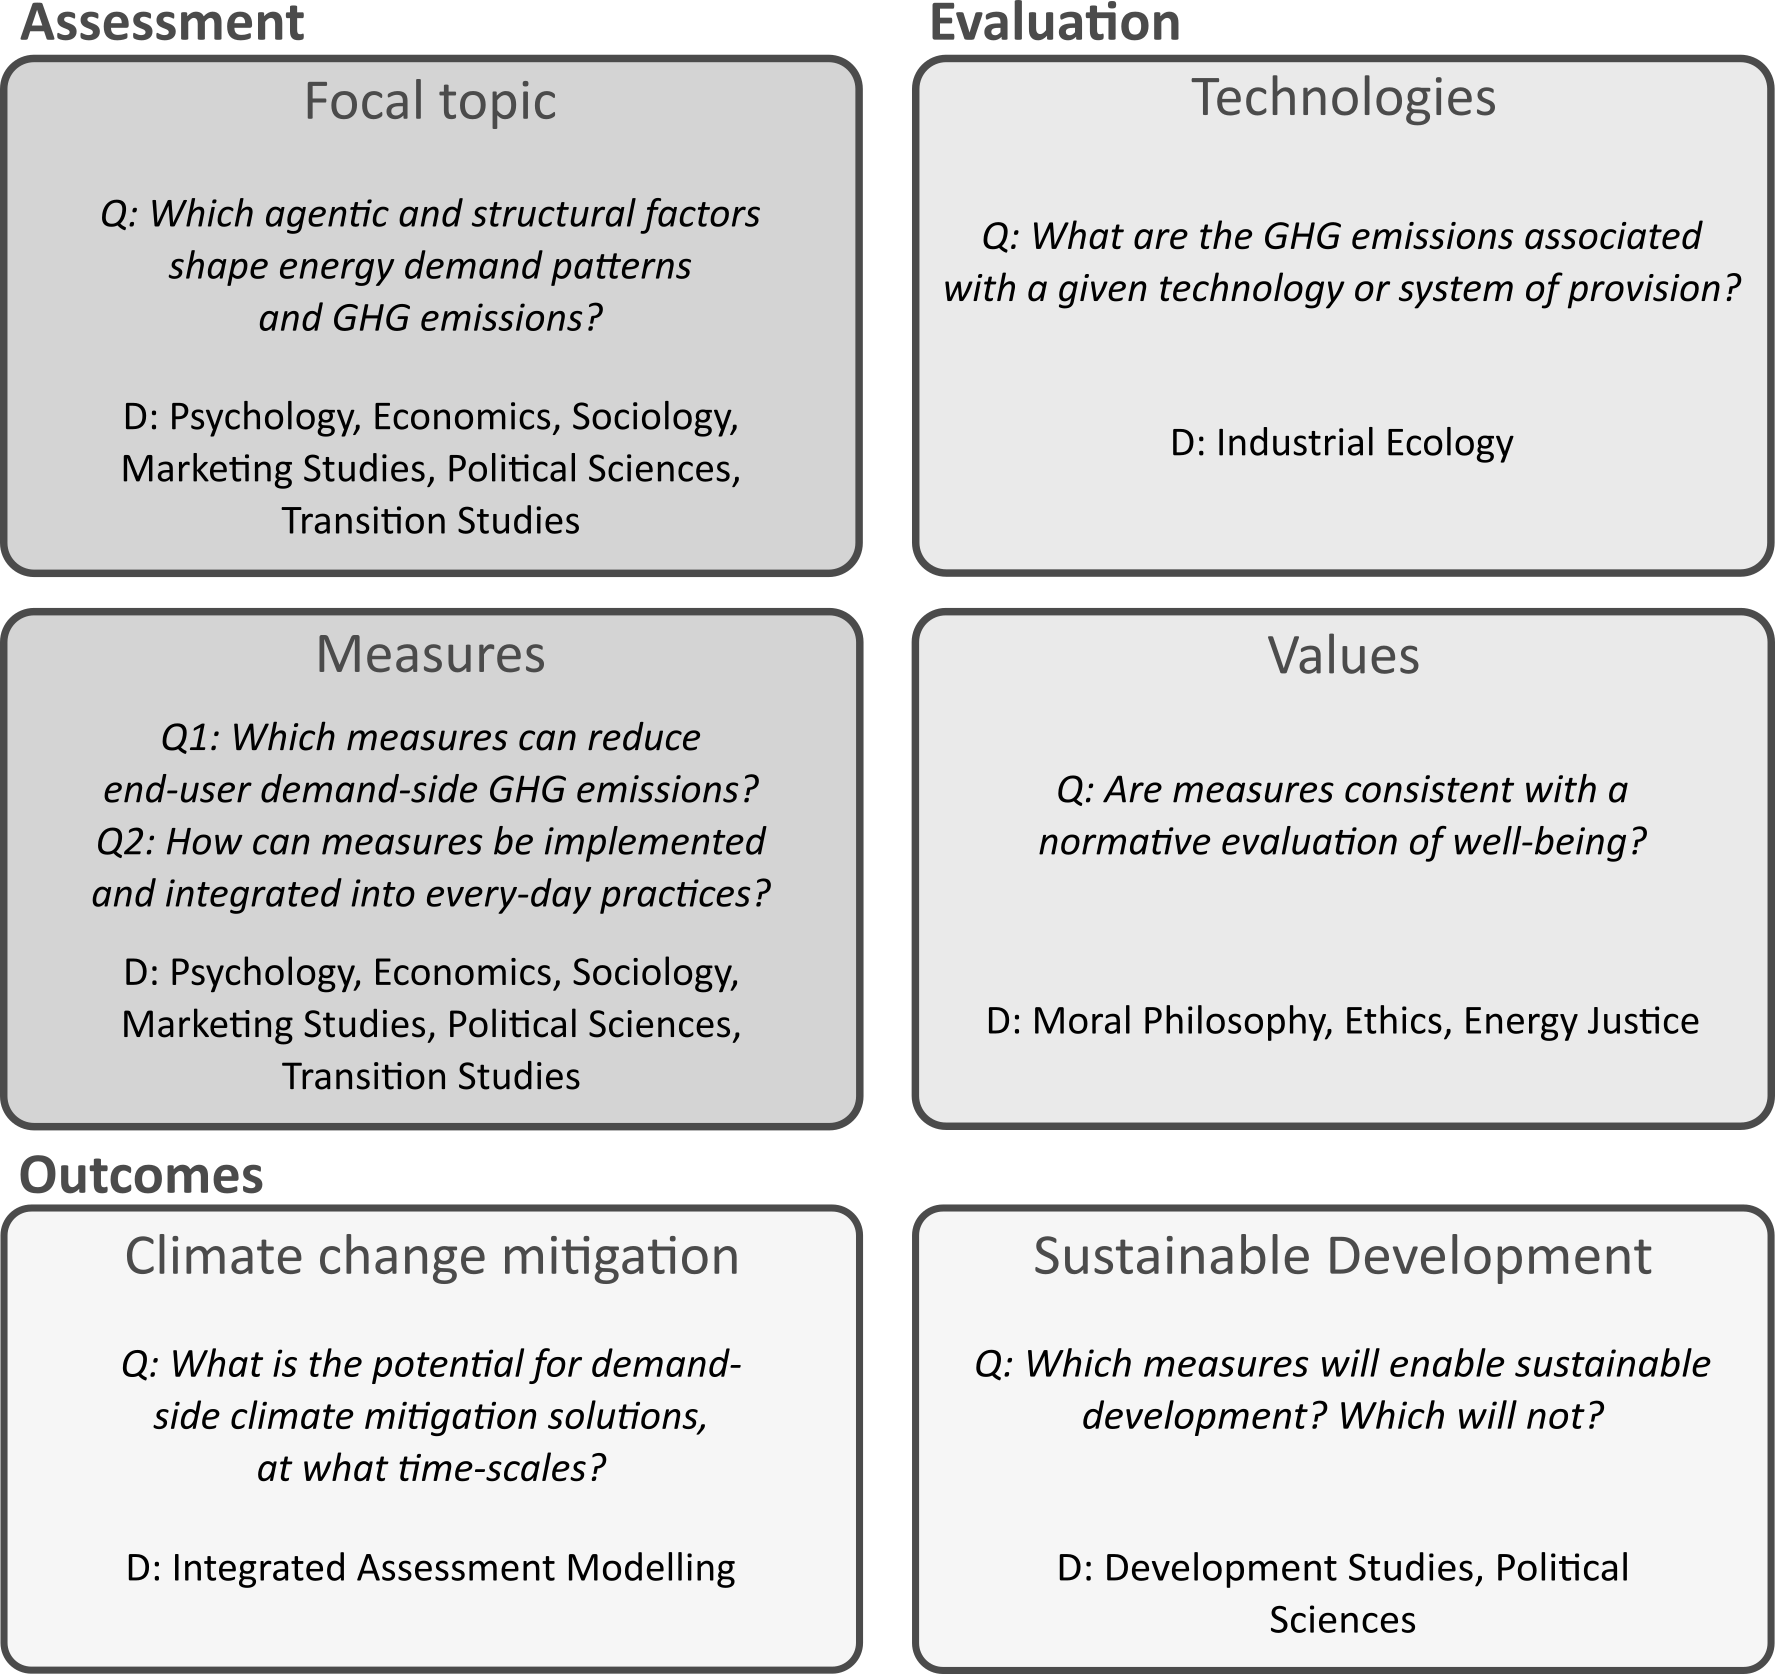 Assessment
Focal topic
Q: Which agentic and structural factors
shape energy demand patterns
and GHG emissions?
D: Psychology, Economics, Sociology,
Marketing Studies, Political Sciences,
Transition Studies
Measures
Q1: Which measures can reduce
end-user demand-side GHG emissions?
Q2: How can measures be implemented
and integrated into every-day practices?
D: Psychology, Economics, Sociology,
Marketing Studies, Political Sciences,
Transition Studies
Evaluation
Technologies
Q: What are the GHG emissions associated
with a given technology or system of provision?
D: Industrial Ecology
Values
Q: Are measures consistent with a
normative evaluation of well-being?
D: Moral Philosophy, Ethics, Energy Justice
Outcomes
Climate change mitigation
Q: What is the potential for demand-
side climate mitigation solutions,
at what time-scales?
D: Integrated Assessment Modelling
Sustainable Development
Q: Which measures will enable sustainable
development? Which will not?
D: Development Studies, Political
Sciences